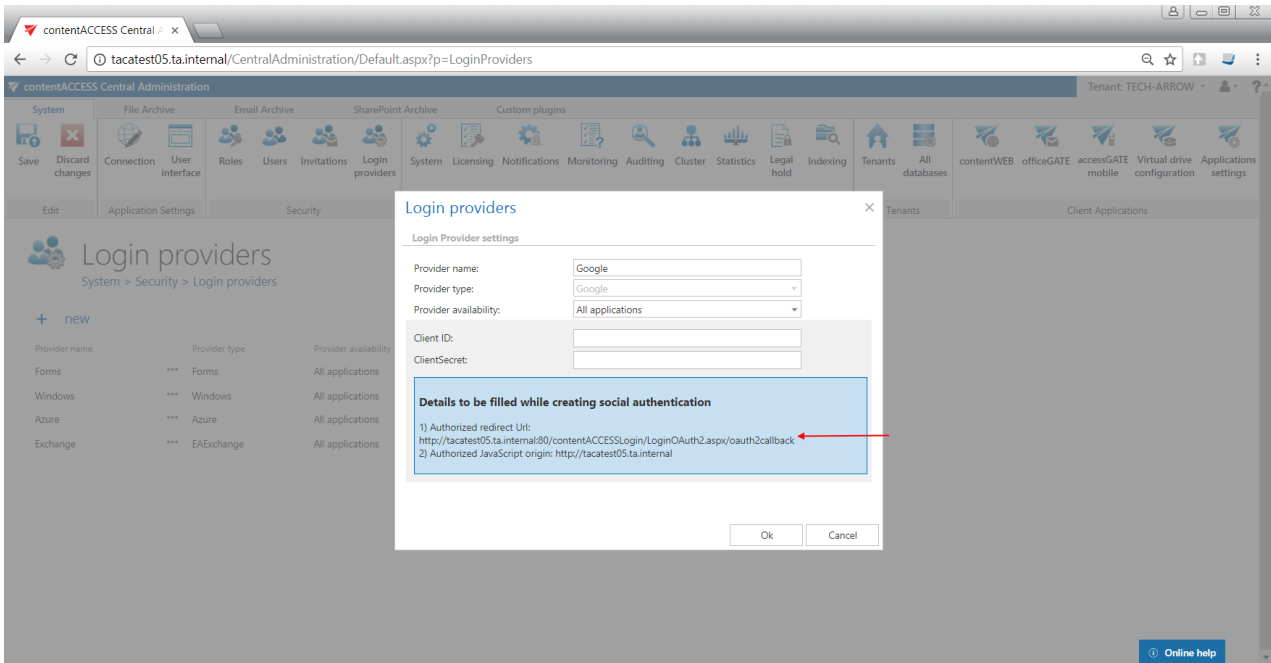 contentACCESS Central A
tacatest05.ta.internal/CentralAdministration/Default.aspx?p=LoginProviders
contentACCESS Central Administration
Tenant: TECH-ARROW
?
System File Archive Email Archive SharePoint Archive Custom plugins
Save Discard changes Connection User interface Roles Users Invitations Login providers System Licensing Notifications Monitoring Auditing Cluster Statistics Legal hold Indexing Tenants All databases contentWEB officeGATE accessGATE mobile Virtual drive configuration Applications settings
Edit Application Settings Security Tenants Client Applications
Login providers
System > Security > Login providers
+ new
Provider name Provider type Provider availability
Forms *** Forms All applications
Windows *** Windows All applications
Azure *** Azure All applications
Exchange *** EAExchange All applications
Login providers
Login Provider settings
Provider name: Google
Provider type: Google
Provider availability: All applications
Client ID:
ClientSecret:
Details to be filled while creating social authentication
1) Authorized redirect Url:
http://tacatest05.ta.internal:80/contentACCESSLogin/LoginOAuth2.aspx/oauth2callback
2) Authorized JavaScript origin: http://tacatest05.ta.internal
Ok Cancel
Online help